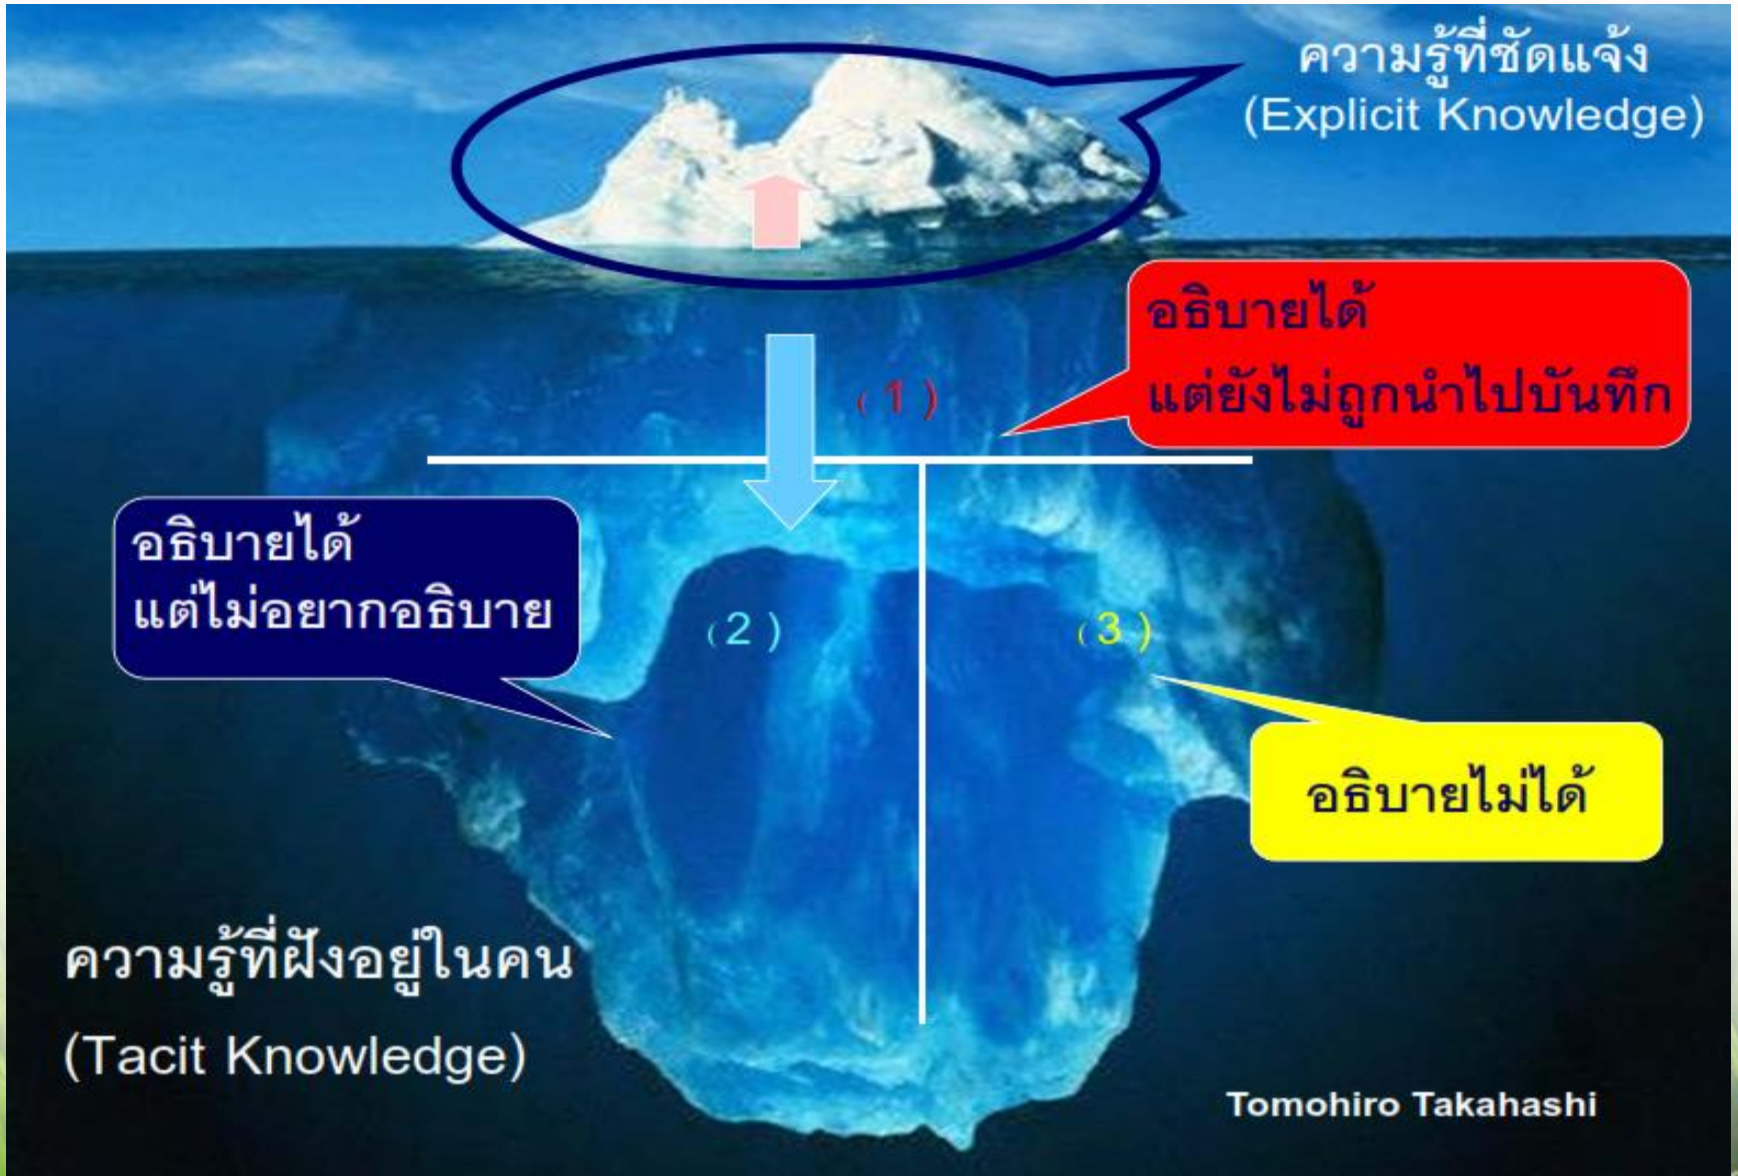 ความรู้ที่ชัดแจ้ง
(Explicit Knowledge)
อธิบายได้
แต่ยังไม่ถูกนำไปบันทึก
(1)
อธิบายได้
แต่ไม่อยากอธิบาย
(2)
(3)
อธิบายไม่ได้
ความรู้ที่ฝังอยู่ในคน
(Tacit Knowledge)
Tomohiro Takahashi